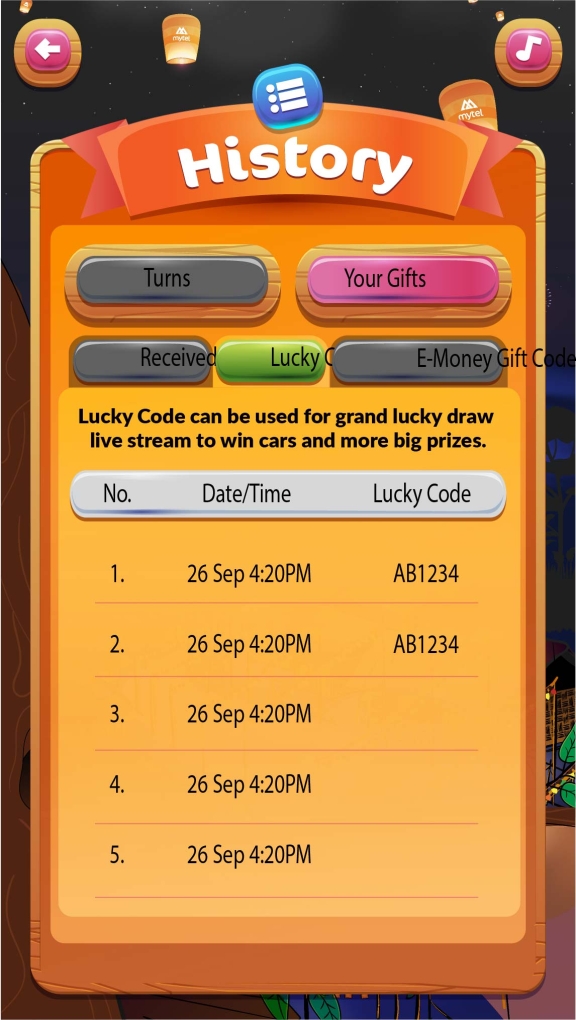 mytel
mytel
History
Turns
Your Gifts
Received
Lucky C
E-Money Gift Code
Lucky Code can be used for grand lucky draw
live stream to win cars and more big prizes.
No. Date/Time Lucky Code
1. 26 Sep 4:20PM AB1234
2. 26 Sep 4:20PM AB1234
3. 26 Sep 4:20PM
4. 26 Sep 4:20PM
5. 26 Sep 4:20PM